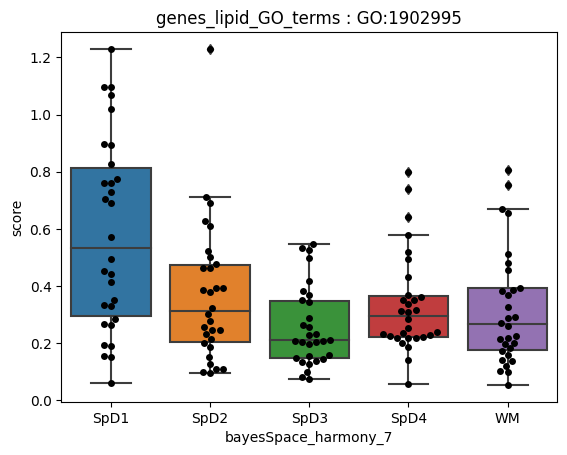 genes_lipid_GO_terms : GO:1902995
score
1.2
1.0
0.8
0.6
0.4
0.2
0.0
SpD1 SpD2 SpD3 SpD4 WM
bayesSpace_harmony_7